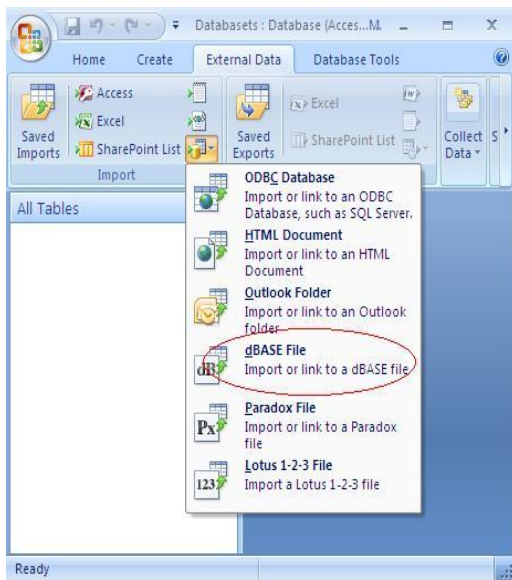 Databasets : Database (Acces...M
Home Create External Data Database Tools
Saved Imports
Access
Excel
SharePoint List
Import
Saved Exports
Excel
SharePoint List
Collect Data
S
All Tables
ODBC Database
Import or link to an ODBC
Database, such as SQL Server.
HTML Document
Import or link to an HTML
Document
Outlook Folder
Import or link to an Outlook
folder
dBASE File
Import or link to a dBASE file
dB
Paradox File
Import or link to a Paradox
file
Px
Lotus 1-2-3 File
Import a Lotus 1-2-3 file
123
Ready